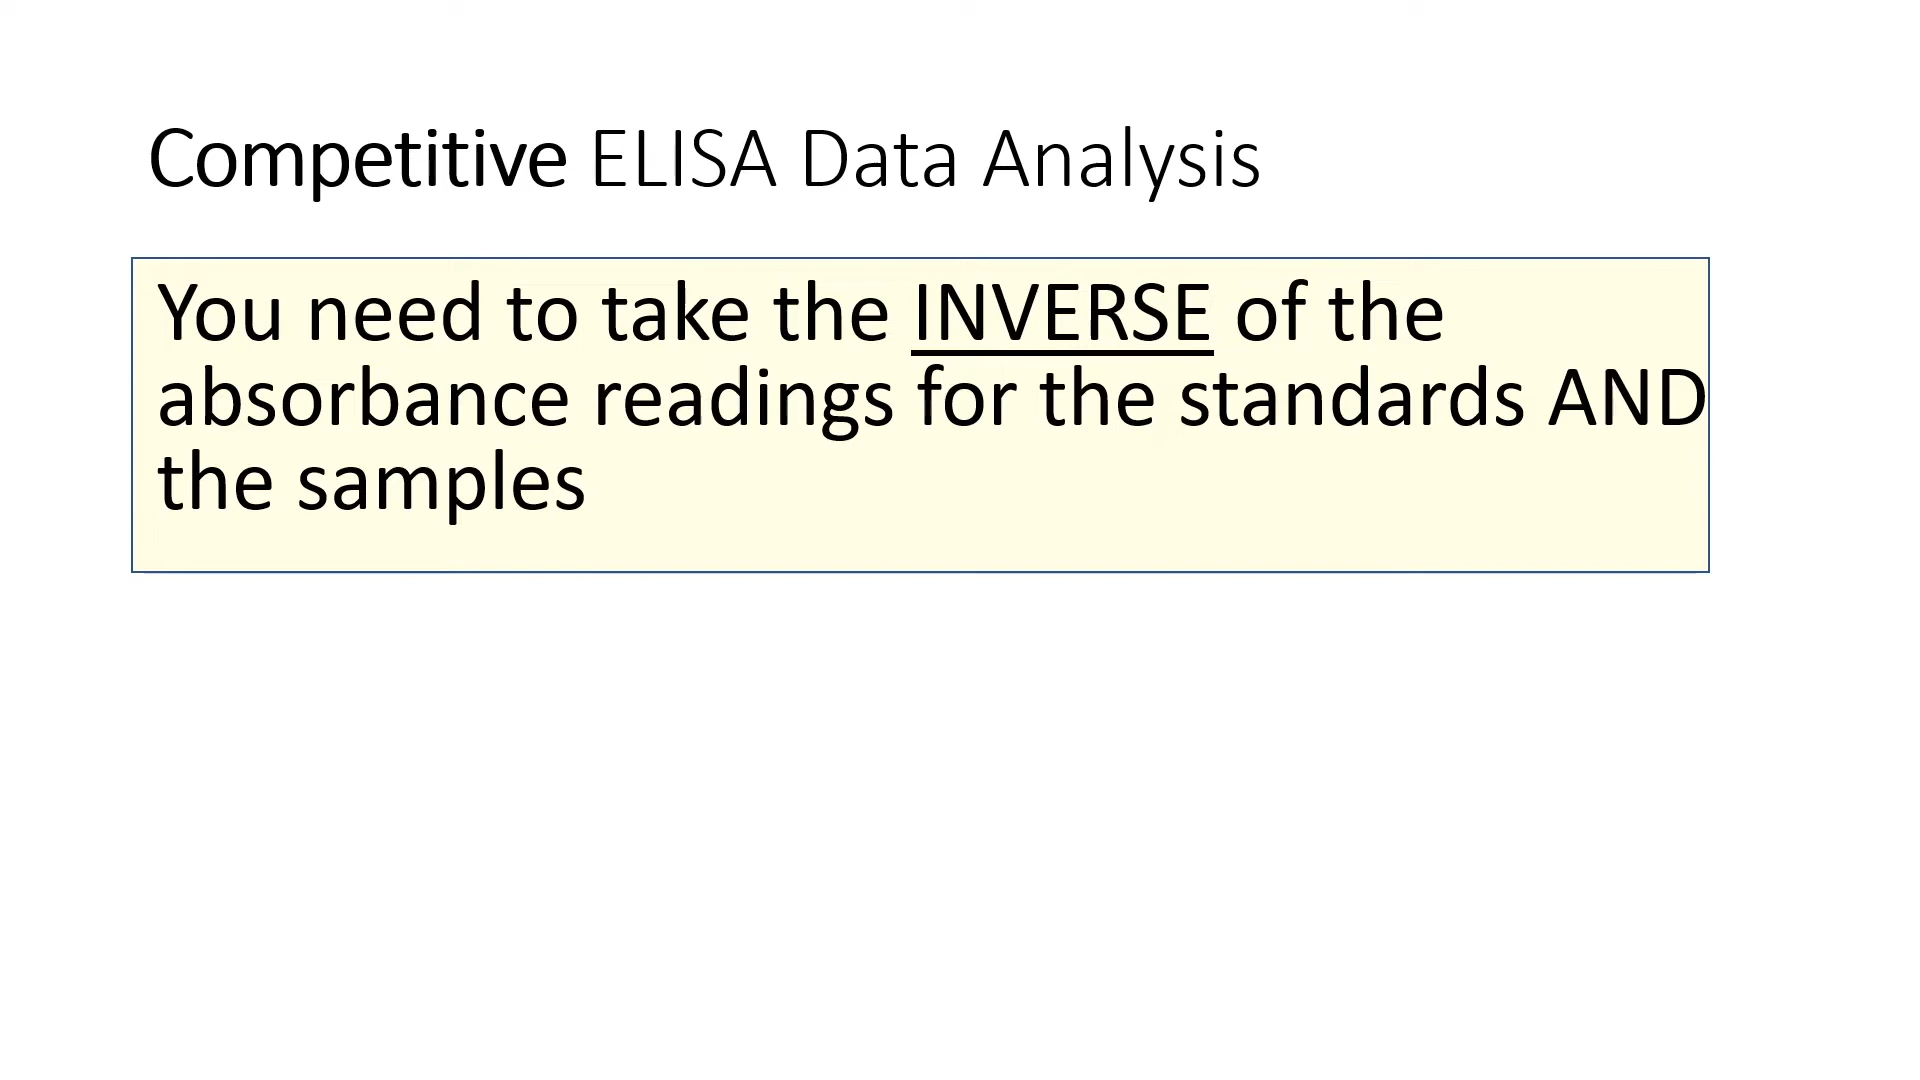 Competitive ELISA Data Analysis
You need to take the INVERSE of the
absorbance readings for the standards AND
the samples